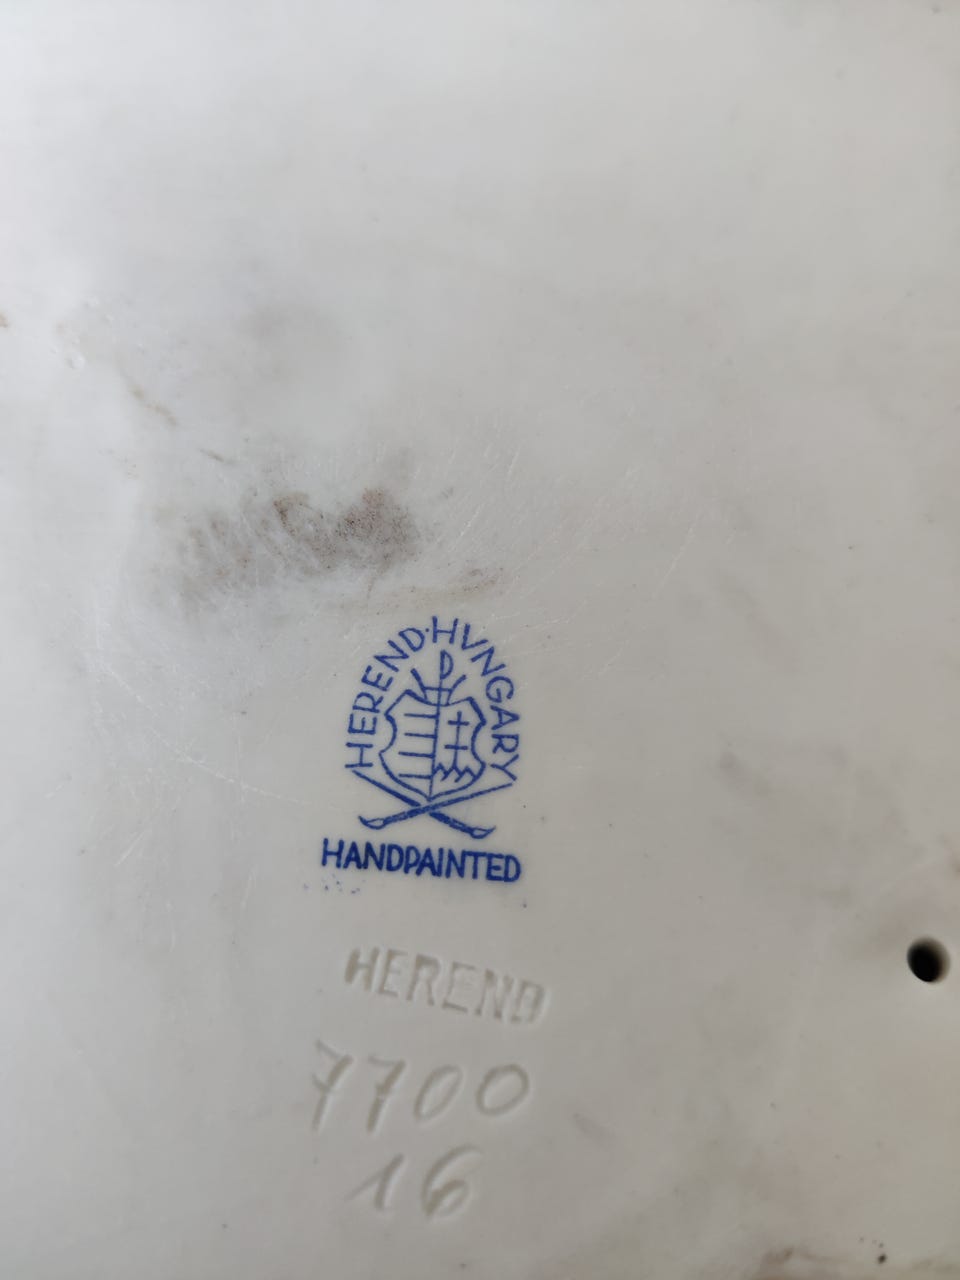 HEREND·HVNGARY
HANDPAINTED
HEREND
7700
16